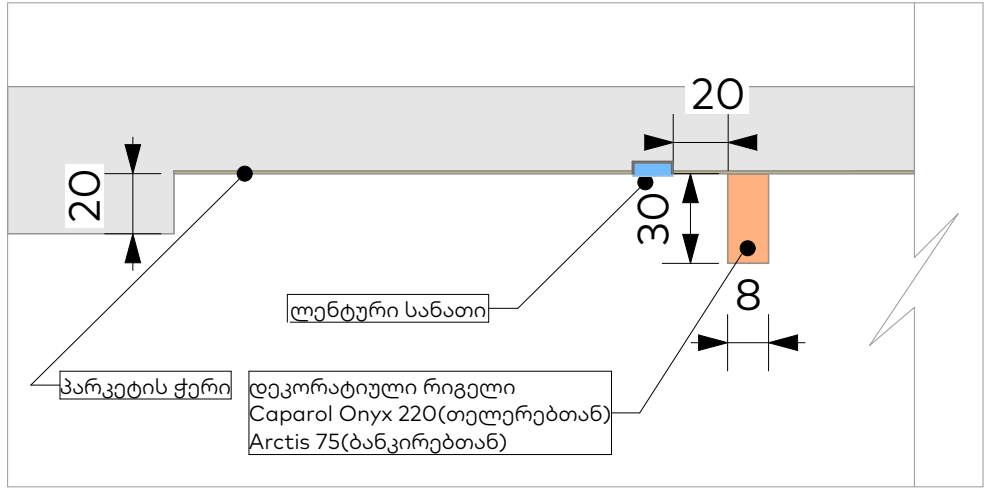 20
20
30
8
ლენტური სანათი
პარკეტის ჭერი
დეკორატიული რიგელი
Caparol Onyx 220(თელერებთან)
Arctis 75(ბანკირებთან)